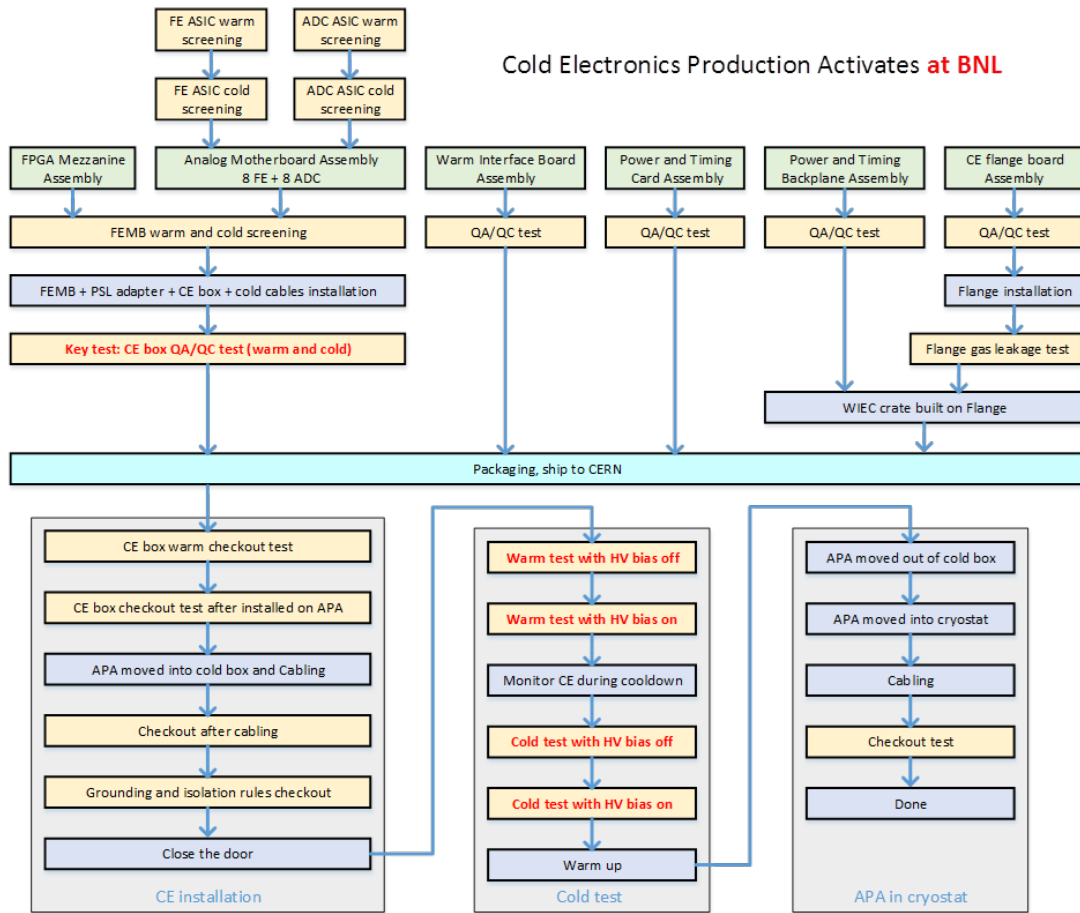 FE ASIC warm
screening
ADC ASIC warm
screening
Cold Electronics Production Activates at BNL
FE ASIC cold
screening
ADC ASIC cold
screening
FPGA Mezzanine
Assembly
Analog Motherboard Assembly
8 FE + 8 ADC
Warm Interface Board
Assembly
Power and Timing
Card Assembly
Power and Timing
Backplane Assembly
CE flange board
Assembly
FEMB warm and cold screening
QA/QC test
QA/QC test
QA/QC test
QA/QC test
FEMB + PSL adapter + CE box + cold cables installation
Flange installation
Key test: CE box QA/QC test (warm and cold)
Flange gas leakage test
WIEC crate built on Flange
Packaging, ship to CERN
CE box warm checkout test
CE box checkout test after installed on APA
APA moved into cold box and Cabling
Checkout after cabling
Grounding and isolation rules checkout
Close the door
CE installation
Warm test with HV bias off
Warm test with HV bias on
Monitor CE during cooldown
Cold test with HV bias off
Cold test with HV bias on
Warm up
Cold test
APA moved out of cold box
APA moved into cryostat
Cabling
Checkout test
Done
APA in cryostat